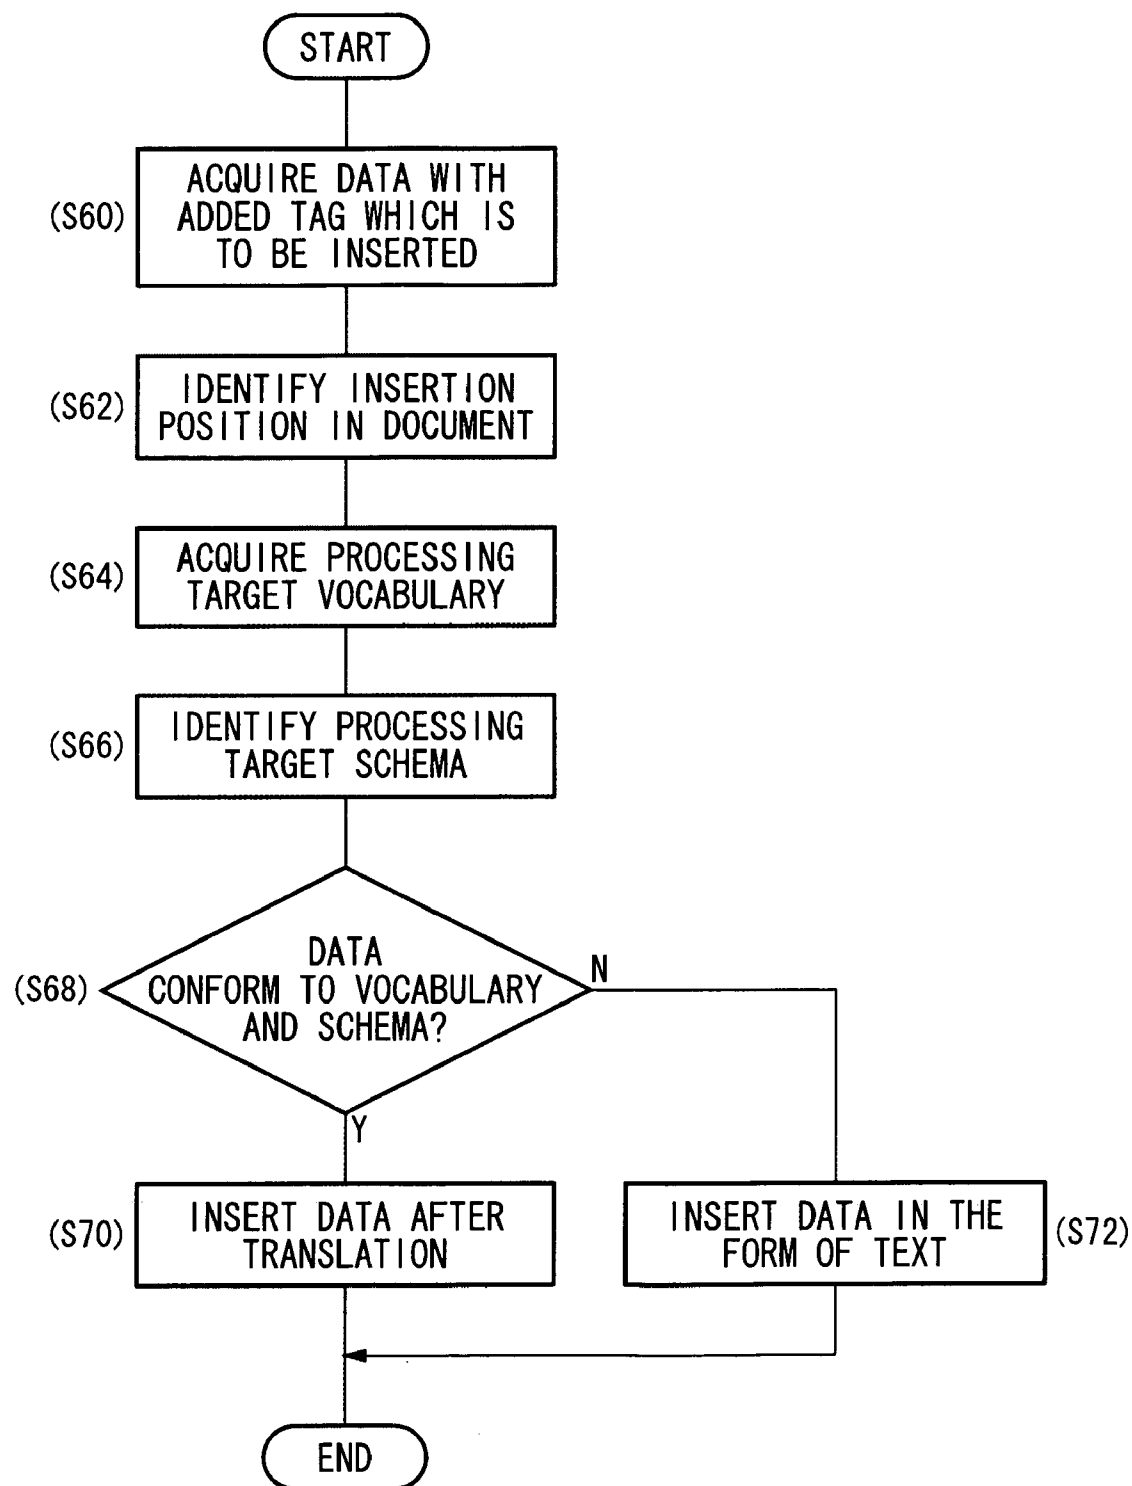 START
(S60)
ACQUIRE DATA WITH
ADDED TAG WHICH IS
TO BE INSERTED
(S62)
IDENTIFY INSERTION
POSITION IN DOCUMENT
(S64)
ACQUIRE PROCESSING
TARGET VOCABULARY
(S66)
IDENTIFY PROCESSING
TARGET SCHEMA
(S68)
DATA
CONFORM TO VOCABULARY
AND SCHEMA?
N
Y
(S70)
INSERT DATA AFTER
TRANSLATION
INSERT DATA IN THE
FORM OF TEXT
(S72)
END